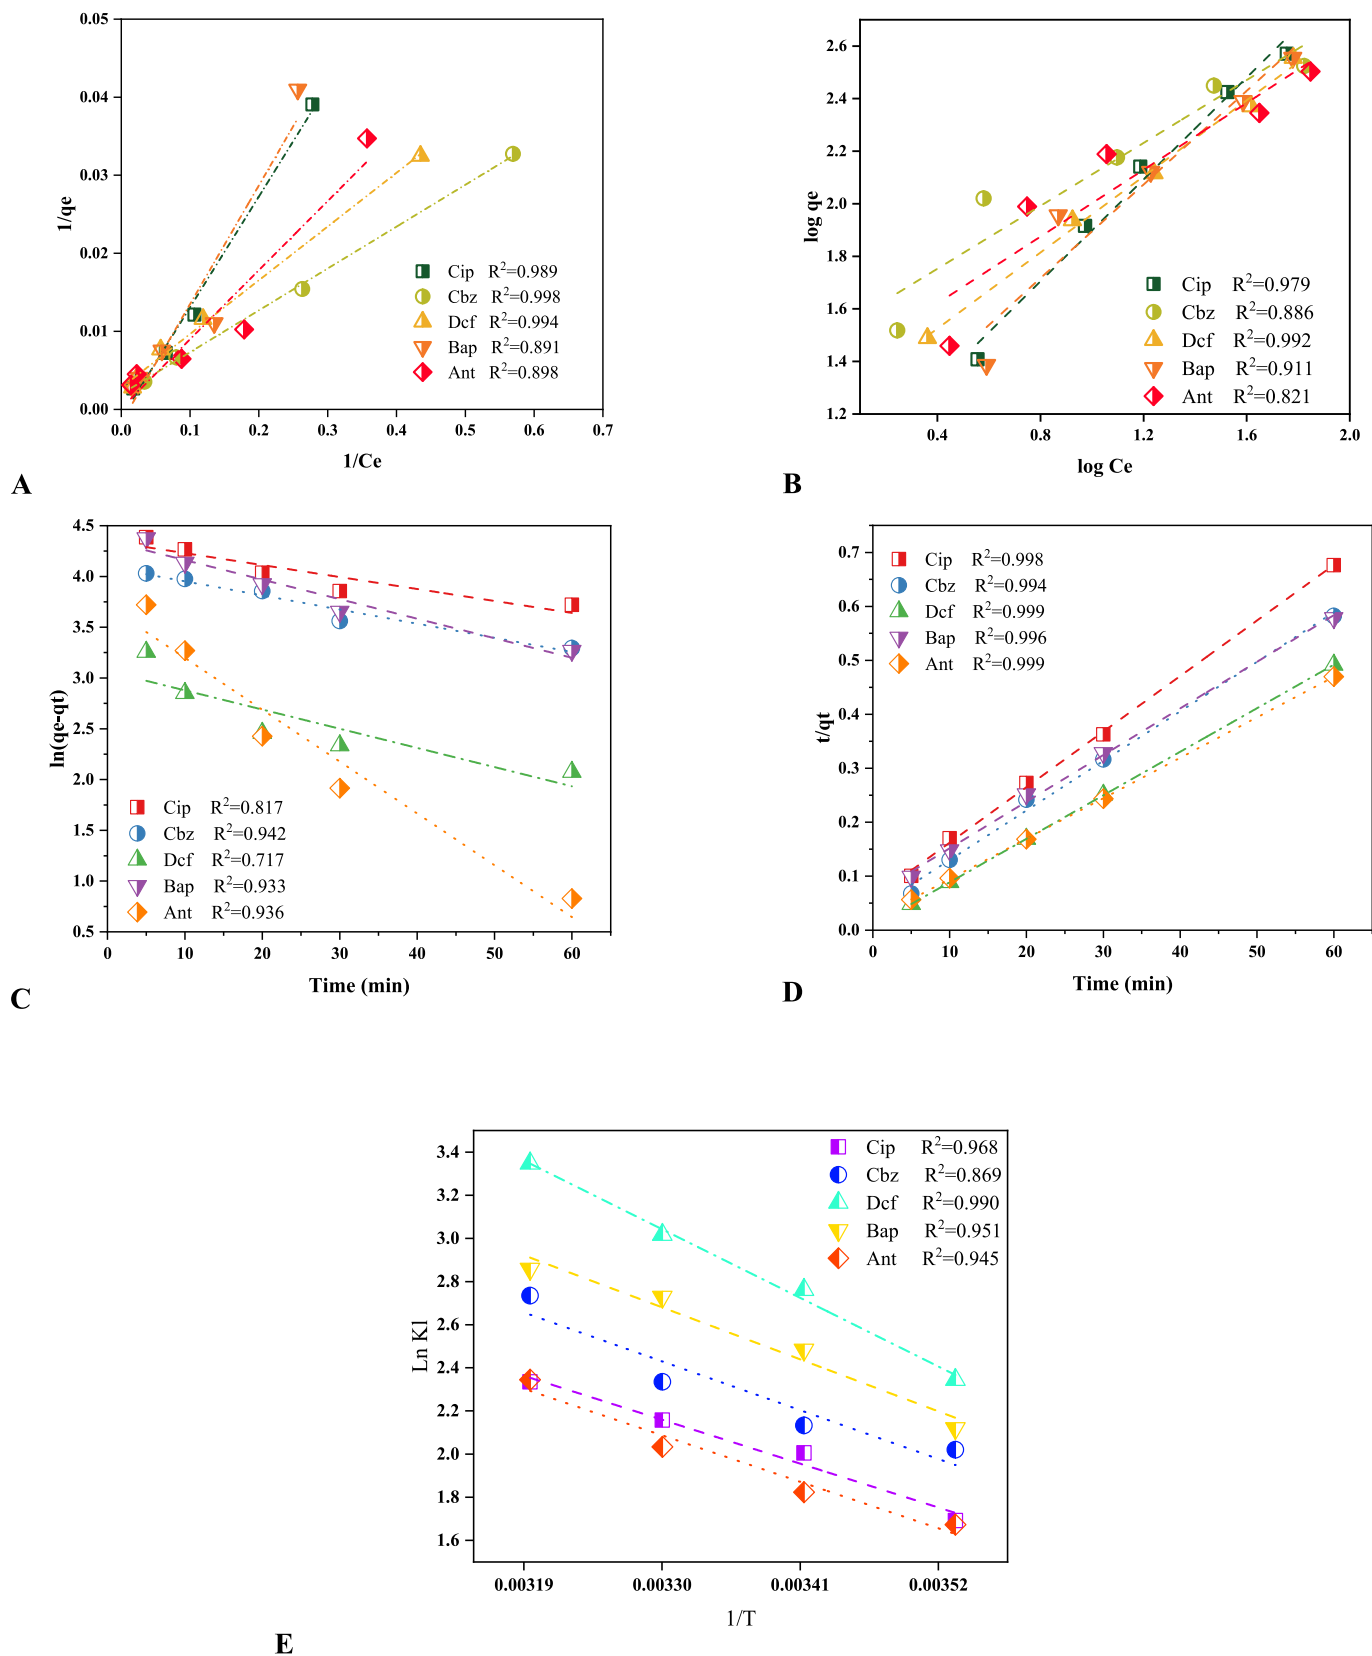 0.05
0.04
0.03
0.02
0.01
0.00
1/qe
Cip R²=0.989
Cbz R²=0.998
Dcf R²=0.994
Bap R²=0.891
Ant R²=0.898
0.0 0.1 0.2 0.3 0.4 0.5 0.6 0.7
1/Ce
A
2.6
2.4
2.2
2.0
1.8
1.6
1.4
1.2
log qe
Cip R²=0.979
Cbz R²=0.886
Dcf R²=0.992
Bap R²=0.911
Ant R²=0.821
0.4 0.8 1.2 1.6 2.0
log Ce
B
4.5
4.0
3.5
3.0
2.5
2.0
1.5
1.0
0.5
ln(qe-qt)
Cip R²=0.817
Cbz R²=0.942
Dcf R²=0.717
Bap R²=0.933
Ant R²=0.936
0 10 20 30 40 50 60
Time (min)
C
0.7
0.6
0.5
0.4
0.3
0.2
0.1
0.0
t/qt
Cip R²=0.998
Cbz R²=0.994
Dcf R²=0.999
Bap R²=0.996
Ant R²=0.999
0 10 20 30 40 50 60
Time (min)
D
3.4
3.2
3.0
2.8
2.6
2.4
2.2
2.0
1.8
1.6
Ln Kl
Cip R²=0.968
Cbz R²=0.869
Dcf R²=0.990
Bap R²=0.951
Ant R²=0.945
0.00319 0.00330 0.00341 0.00352
1/T
E